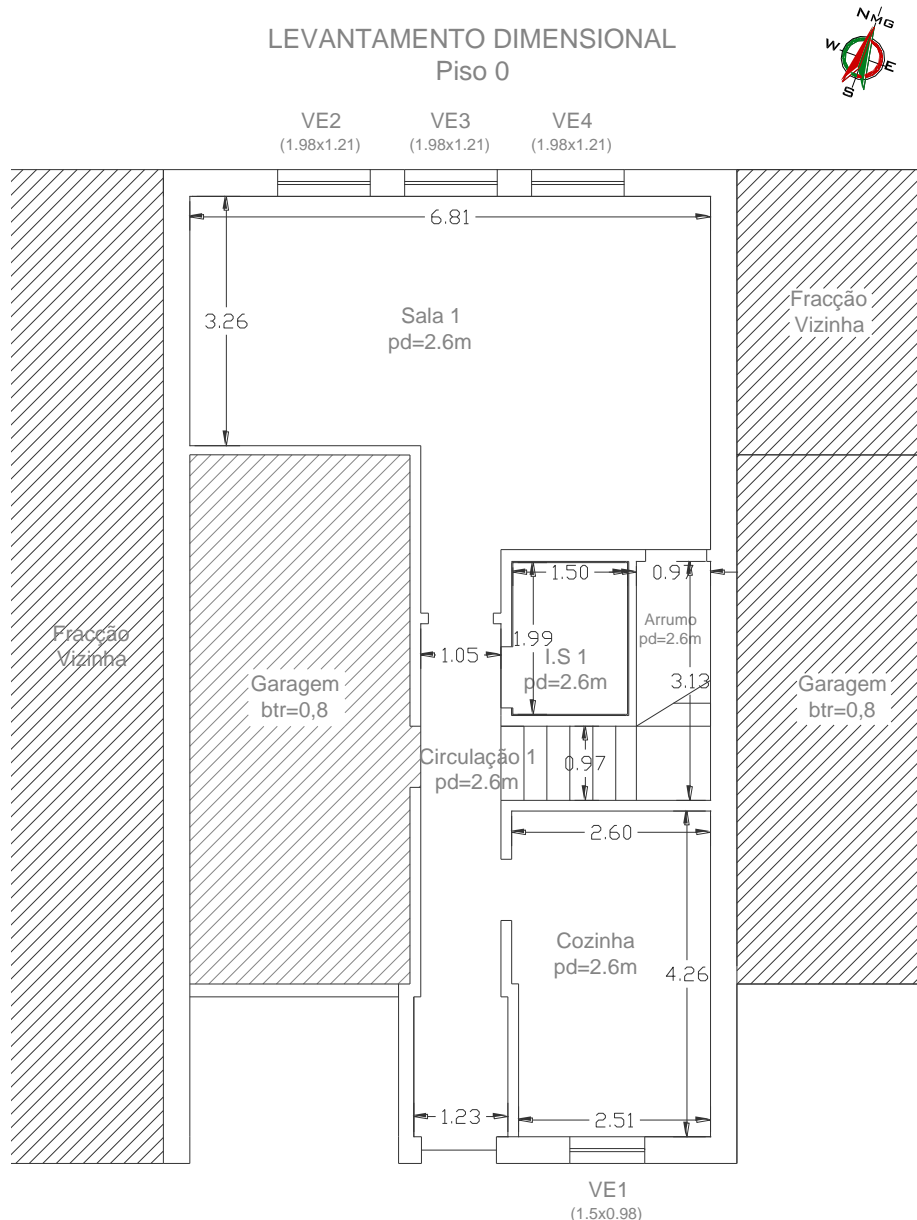 LEVANTAMENTO DIMENSIONAL
Piso 0
N
MG
W
E
S
VE2
(1.98x1.21)
VE3
(1.98x1.21)
VE4
(1.98x1.21)
6.81
3.26
Sala 1
pd=2.6m
Fracção
Vizinha
1.50
0.97
Arrumo
pd=2.6m
Fracção
Vizinha
1.05
1.99
I.S 1
pd=2.6m
3.13
Garagem
btr=0,8
Garagem
btr=0,8
Circulação 1
pd=2.6m
0.97
2.60
Cozinha
pd=2.6m
4.26
1.23
2.51
VE1
(1.5x0.98)